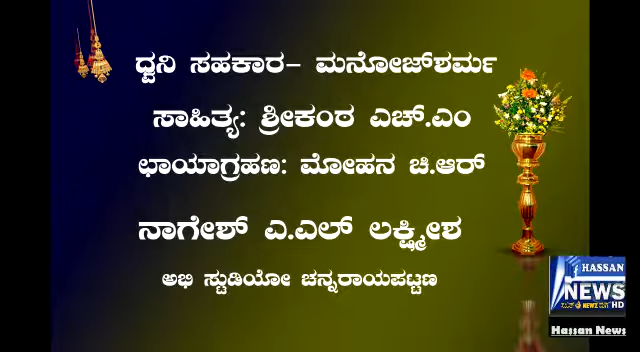 ಧ್ವನಿ ಸಹಕಾರ- ಮನೋಜ್‌ಶರ್ಮ
ಸಾಹಿತ್ಯ: ಶ್ರೀಕಂಠ ಎಚ್.ಎಂ
ಛಾಯಾಗ್ರಹಣ: ಮೋಹನ ಚಿ.ಆರ್
ನಾಗೇಶ್ ಎ.ಎಲ್ ಲಕ್ಷ್ಮೀಶ
ಅಭಿ ಸ್ಟುಡಿಯೋ ಚನ್ನರಾಯಪಟ್ಟಣ
HASSAN
NEWS
HD
Hassan News